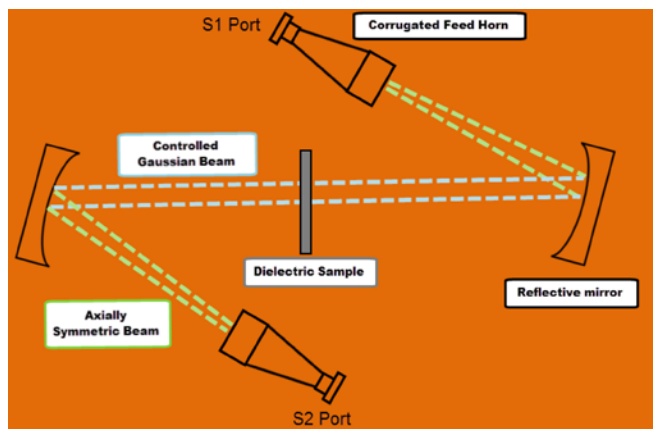 S1 Port
Corrugated Feed Horn
Controlled
Gaussian Beam
Dielectric Sample
Reflective mirror
Axially
Symmetric Beam
S2 Port